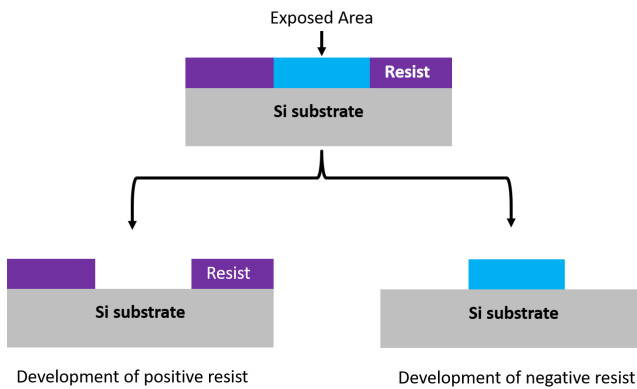 Exposed Area
Resist
Si substrate
Resist
Si substrate
Si substrate
Development of positive resist
Development of negative resist